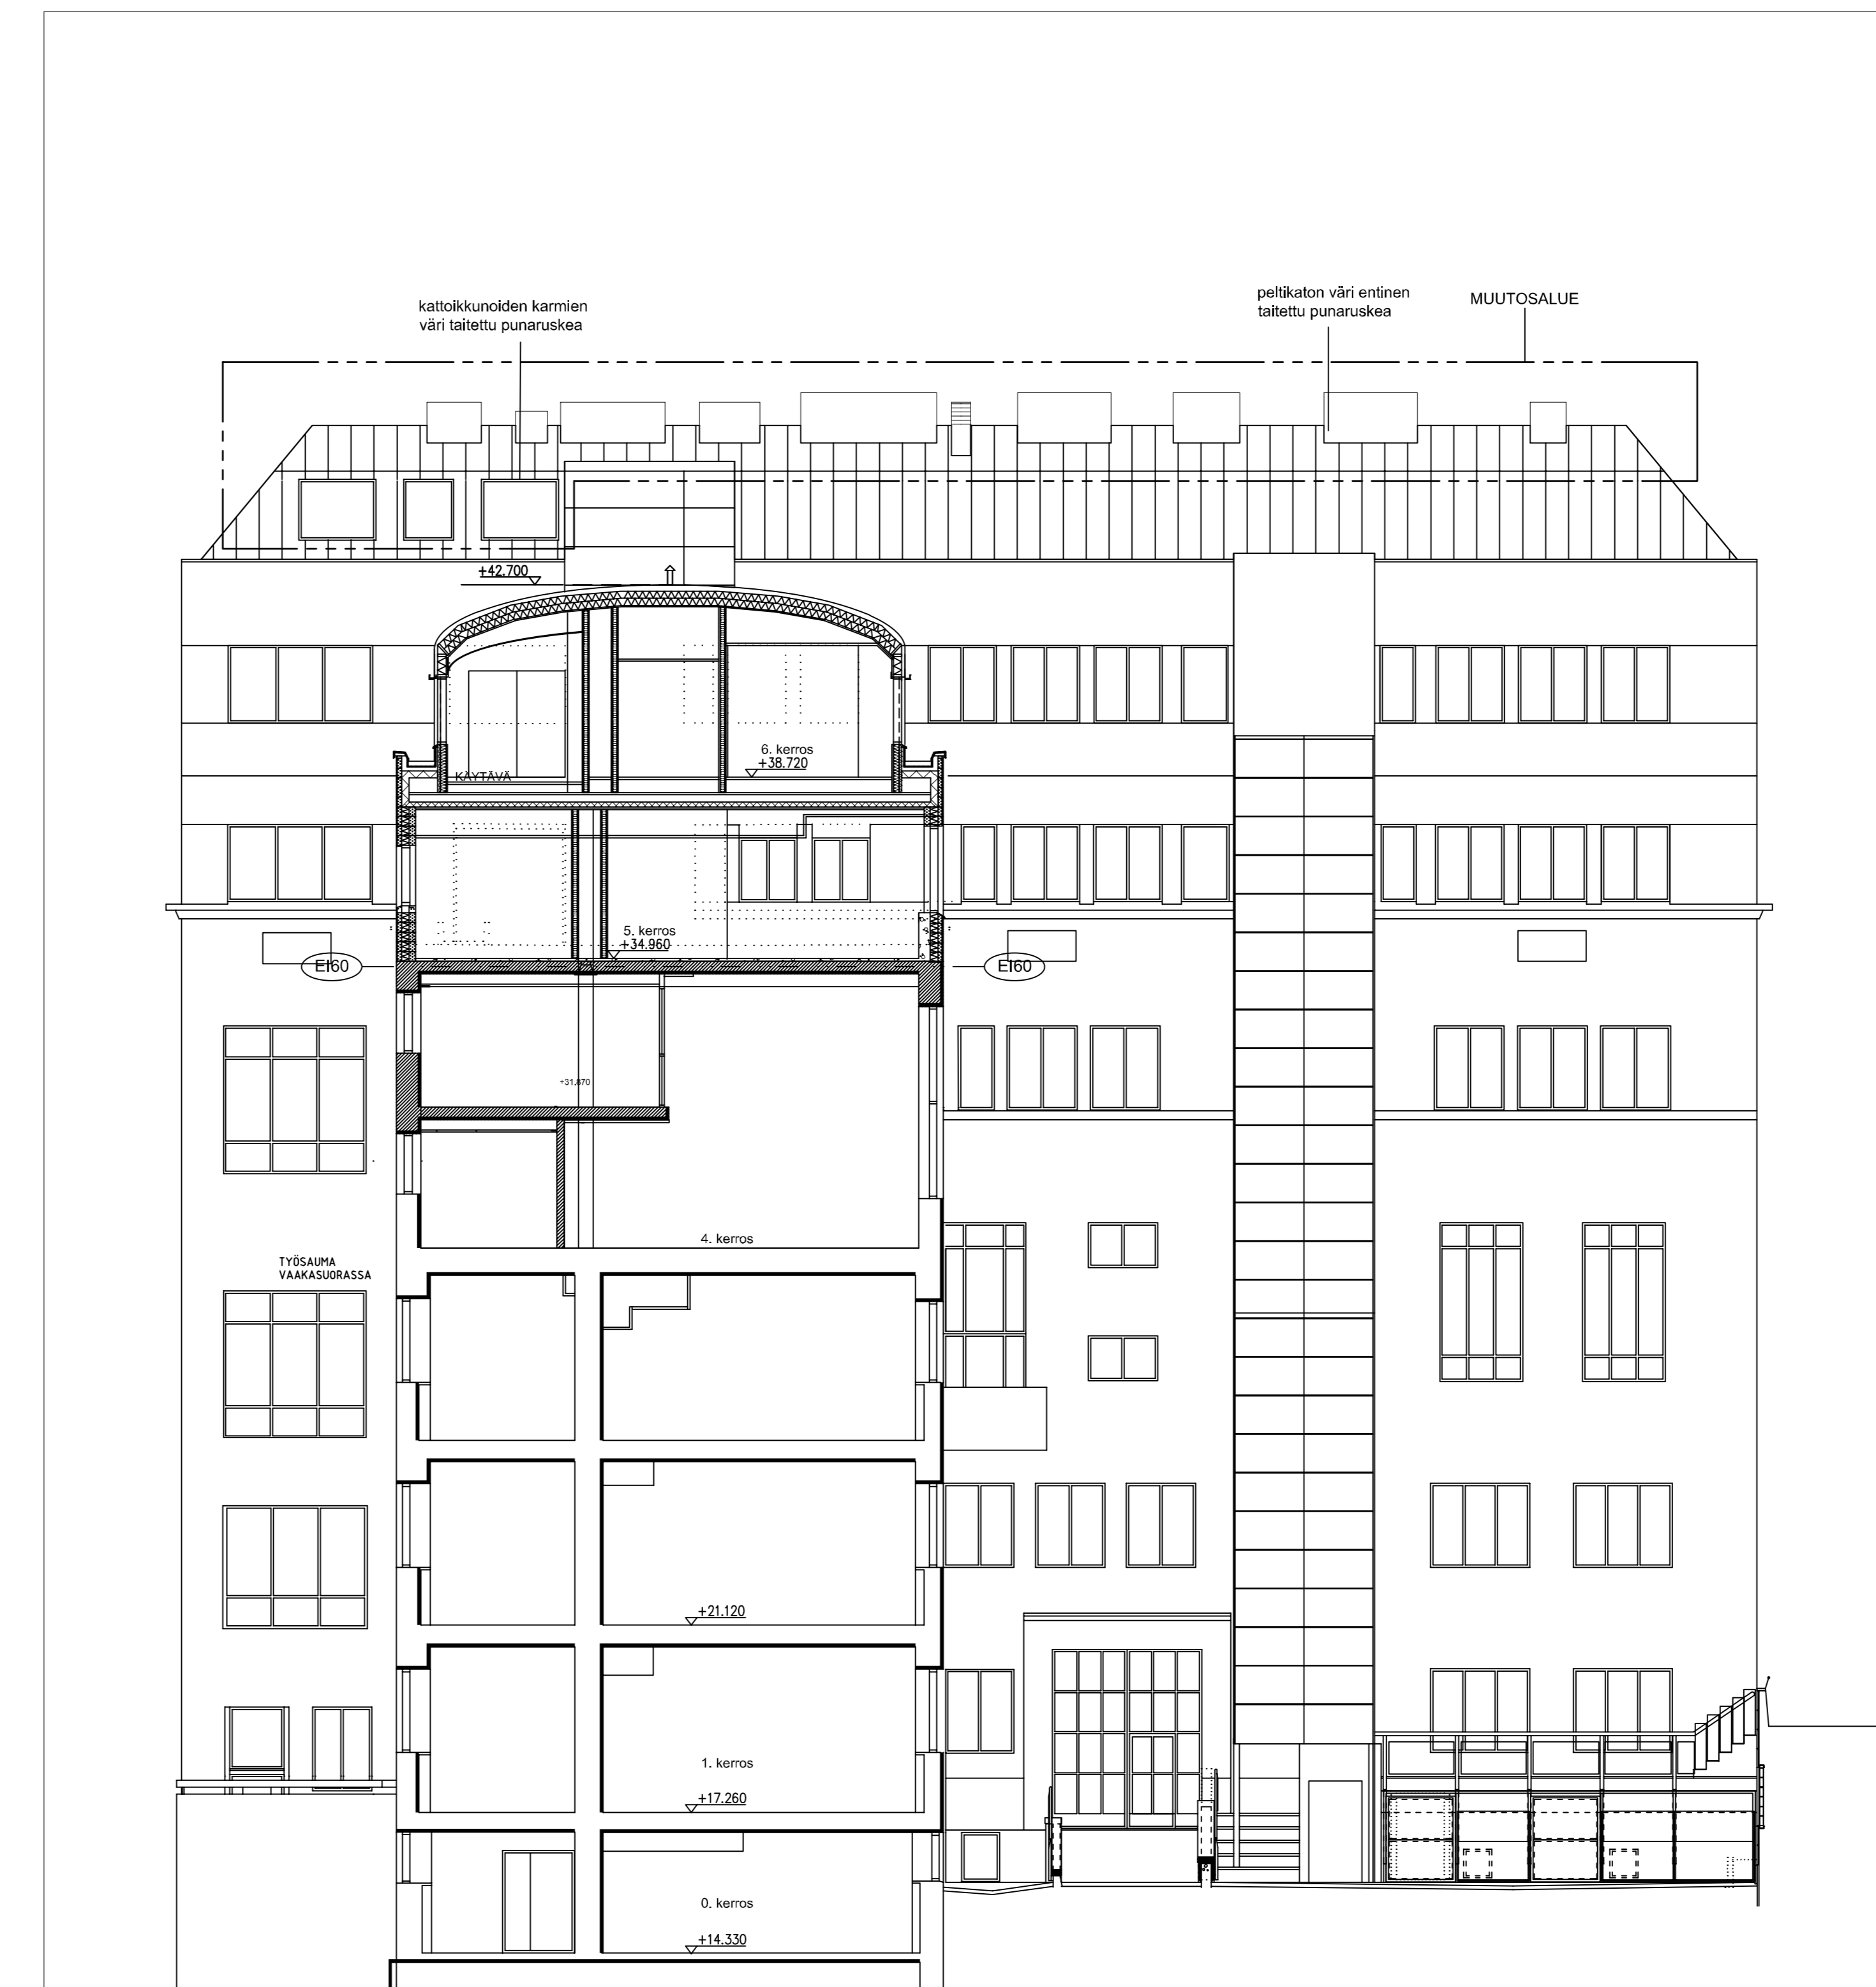 kattoikkunoiden karmien
väri taitettu punaruskea
peltikaton väri entinen
taitettu punaruskea
MUUTOSALUE
+42.700
6. kerros
+38.720
KÄYTÄVÄ
5. kerros
+34.960
EI60
EI60
+31.870
4. kerros
TYÖSAUMA
VAAKASUORASSA
+21.120
1. kerros
+17.260
0. kerros
+14.330